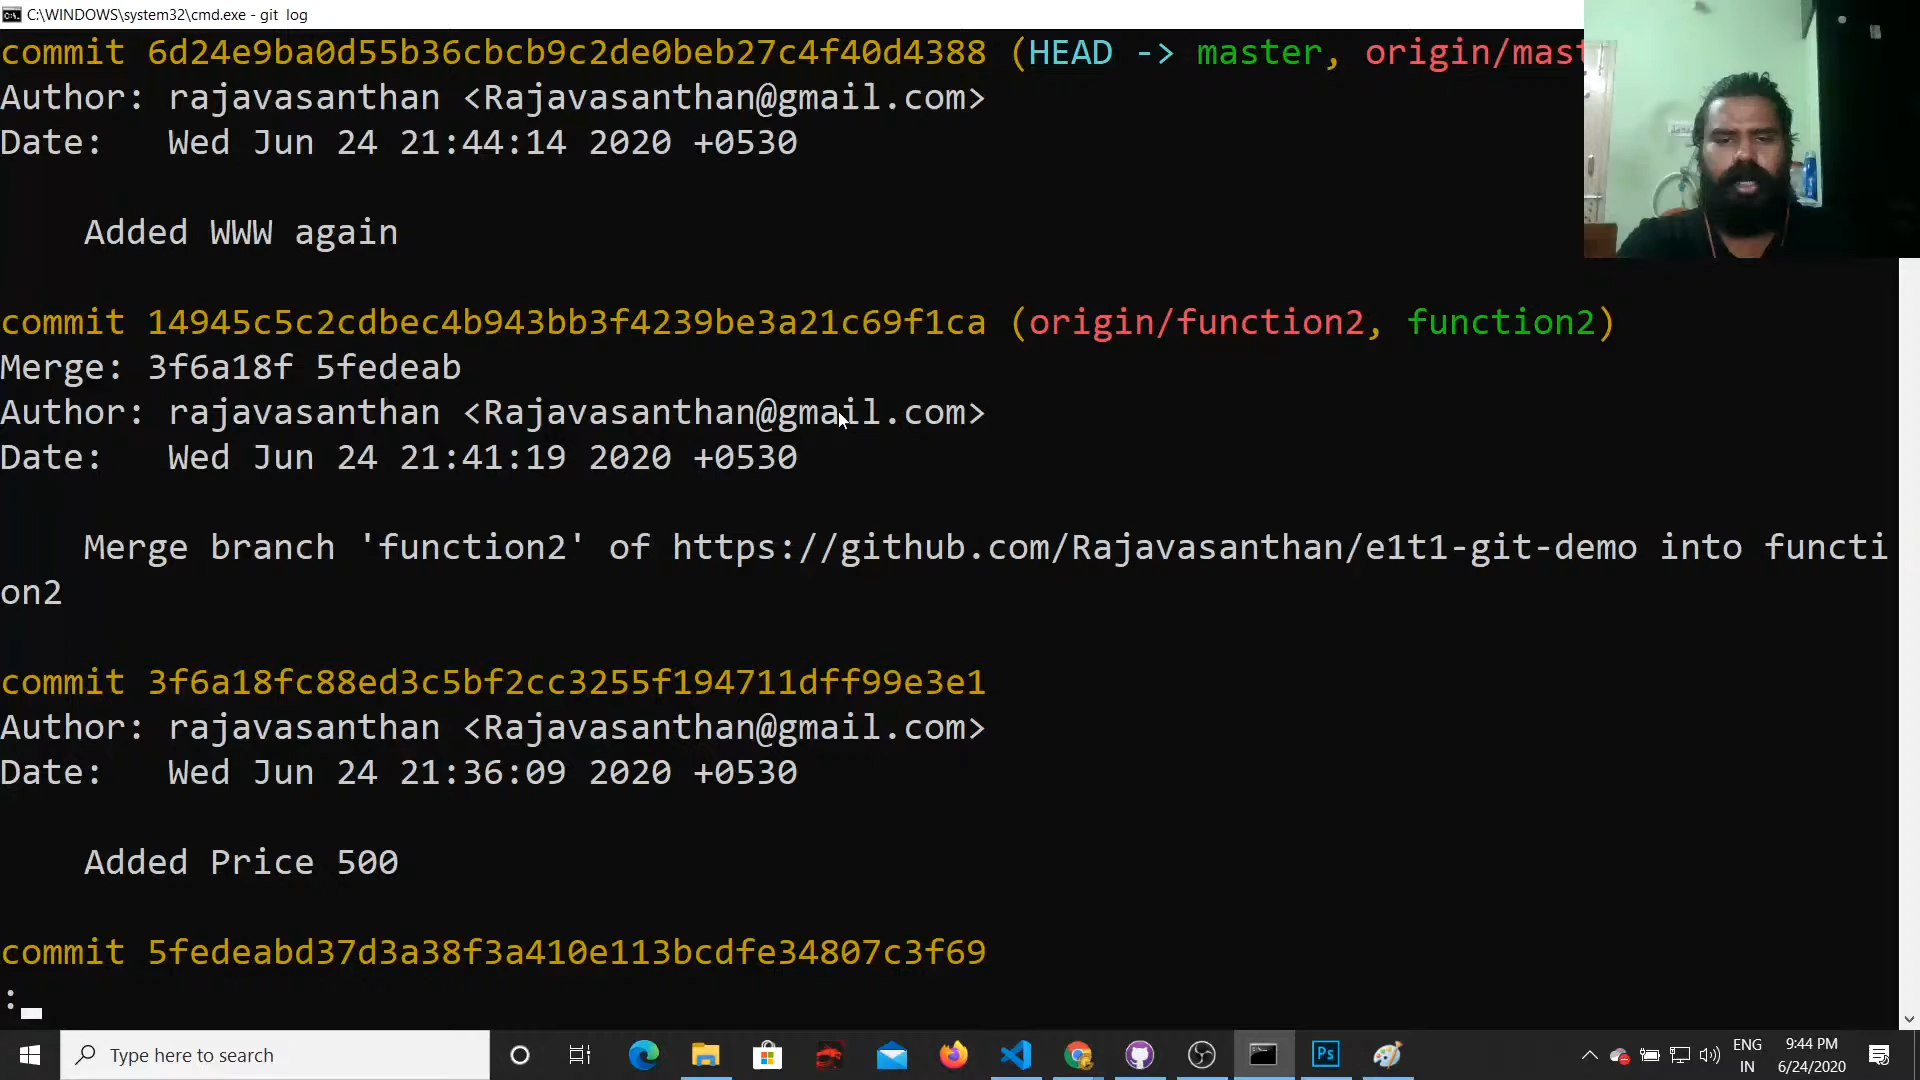 C:\WINDOWS\system32\cmd.exe - git  log
commit 6d24e9ba0d55b36cbcb9c2de0beb27c4f40d4388 (HEAD -> master, origin/mast
Author: rajavasanthan <Rajavasanthan@gmail.com>
Date:   Wed Jun 24 21:44:14 2020 +0530
Added WWW again
commit 14945c5c2cdbec4b943bb3f4239be3a21c69f1ca (origin/function2, function2)
Merge: 3f6a18f 5fedeab
Author: rajavasanthan <Rajavasanthan@gmail.com>
Date:   Wed Jun 24 21:41:19 2020 +0530
Merge branch 'function2' of https://github.com/Rajavasanthan/e1t1-git-demo into functi
on2
commit 3f6a18fc88ed3c5bf2cc3255f194711dff99e3e1
Author: rajavasanthan <Rajavasanthan@gmail.com>
Date:   Wed Jun 24 21:36:09 2020 +0530
Added Price 500
commit 5fedeabd37d3a38f3a410e113bcdfe34807c3f69
:
Type here to search
Ps
ENG
IN
9:44 PM
6/24/2020